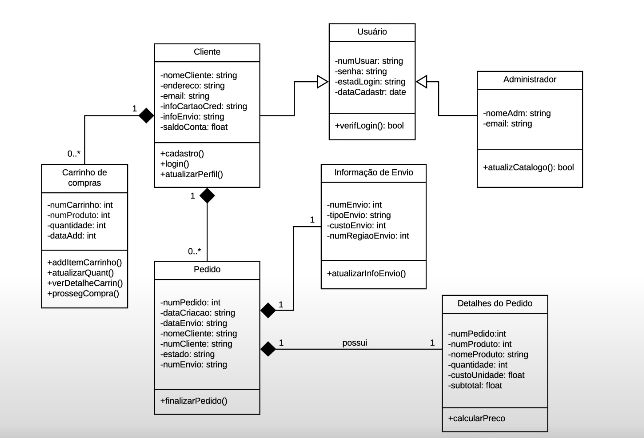 Usuário
-numUsuar: string
-senha: string
-estadLogin: string
-dataCadastr: date
+verifLogin(): bool
Cliente
-nomeCliente: string
-endereco: string
-email: string
-infoCartaoCred: string
-infoEnvio: string
-saldoConta: float
+cadastro()
+login()
+atualizarPerfil()
Administrador
-nomeAdm: string
-email: string
+atualizCatalogo(): bool
1
0..*
Carrinho de
compras
-numCarrinho: int
-numProduto: int
-quantidade: int
-dataAdd: int
+addItemCarrinho()
+atualizarQuant()
+verDetalheCarrin()
+prossegCompra()
1
0..*
Informação de Envio
-numEnvio: int
-tipoEnvio: string
-custoEnvio: int
-numRegiaoEnvio: int
+atualizarInfoEnvio()
1
1
Pedido
-numPedido: int
-dataCriacao: string
-dataEnvio: string
-nomeCliente: string
-numCliente: string
-estado: string
-numEnvio: string
+finalizarPedido()
1
possui
1
Detalhes do Pedido
-numPedido:int
-numProduto: int
-nomeProduto: string
-quantidade: int
-custoUnidade: float
-subtotal: float
+calcularPreco